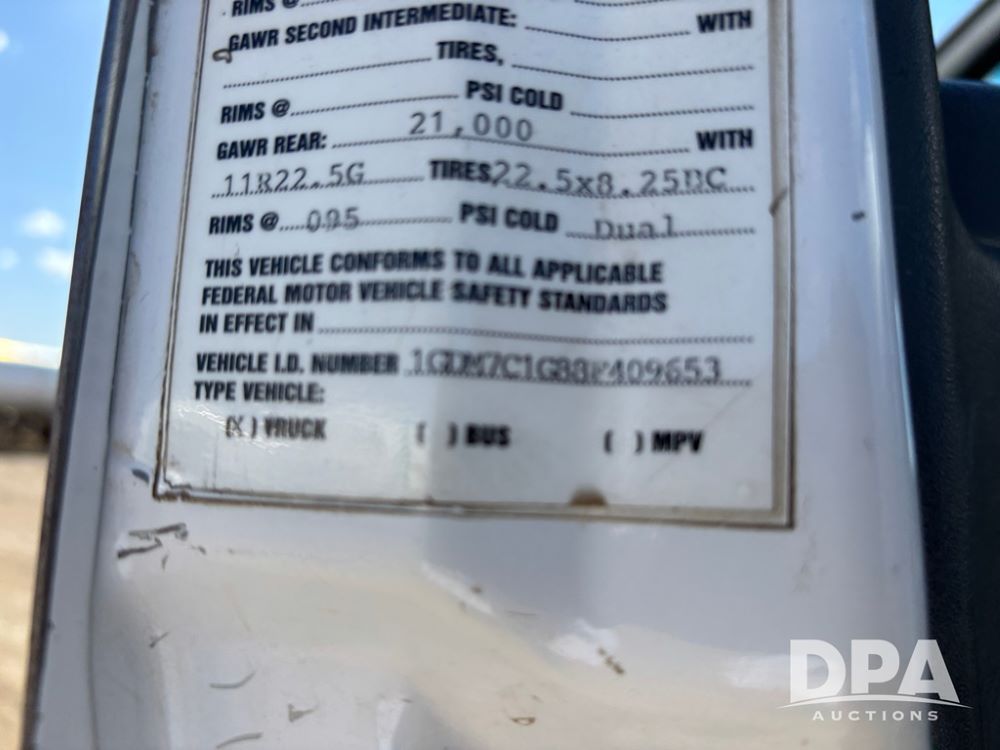 RIMS @
GAWR SECOND INTERMEDIATE: WITH
TIRES,
RIMS @ PSI COLD
GAWR REAR: 21,000 WITH
11R22.5G TIRES 22.5x8.25DC
RIMS @ 095 PSI COLD Dual
THIS VEHICLE CONFORMS TO ALL APPLICABLE
FEDERAL MOTOR VEHICLE SAFETY STANDARDS
IN EFFECT IN
VEHICLE I.D. NUMBER
TYPE VEHICLE:
(X) TRUCK ( ) BUS ( ) MPV
DPA
AUCTIONS